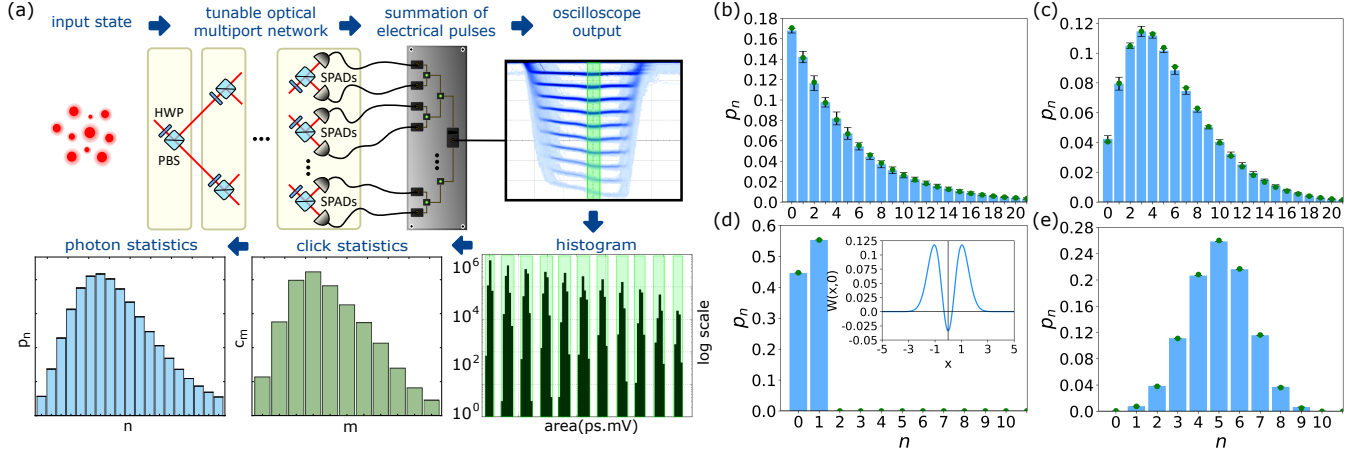 (a)
input state
tunable optical
multiport network
summation of
electrical pulses
oscilloscope
output
HWP
PBS
SPADs
SPADs
SPADs
photon statistics
click statistics
histogram
p_n
n
c_m
m
10^6
10^4
10^2
10^0
log scale
area(ps.mV)
(b)
0.18
0.16
0.14
0.12
0.10
0.08
0.06
0.04
0.02
0.00
p_n
0 2 4 6 8 10 12 14 16 18 20
(c)
0.12
0.10
0.08
0.06
0.04
0.02
0.00
p_n
0 2 4 6 8 10 12 14 16 18 20
(d)
0.6
0.5
0.4
0.3
0.2
0.1
0.0
p_n
0 1 2 3 4 5 6 7 8 9 10
n
0.125
0.100
0.075
0.050
0.025
0.0
-0.025
W(x,0)
-5 -3 -1 1 3 5
x
(e)
0.28
0.24
0.20
0.16
0.12
0.08
0.04
0.00
p_n
0 1 2 3 4 5 6 7 8 9 10
n